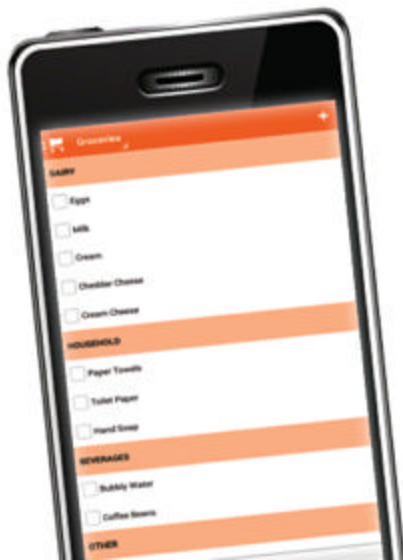 Groceries
+
DAIRY
Eggs
Milk
Cream
Cheddar Cheese
Cream Cheese
HOUSEHOLD
Paper Towels
Toilet Paper
Hand Soap
BEVERAGES
Bubbly Water
Coffee Beans
OTHER